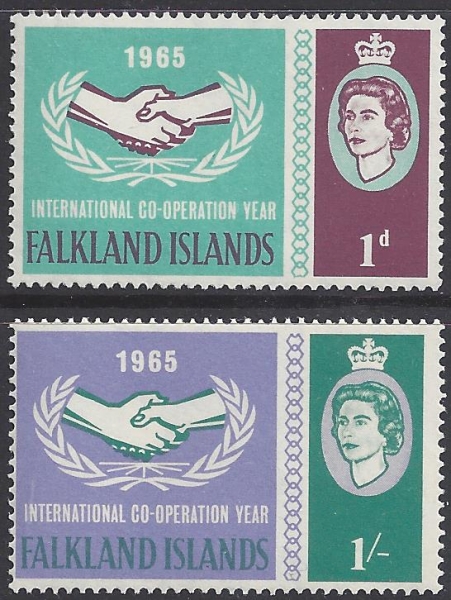 1965
INTERNATIONAL CO-OPERATION YEAR
FALKLAND ISLANDS
1d
1965
INTERNATIONAL CO-OPERATION YEAR
FALKLAND ISLANDS
1/-